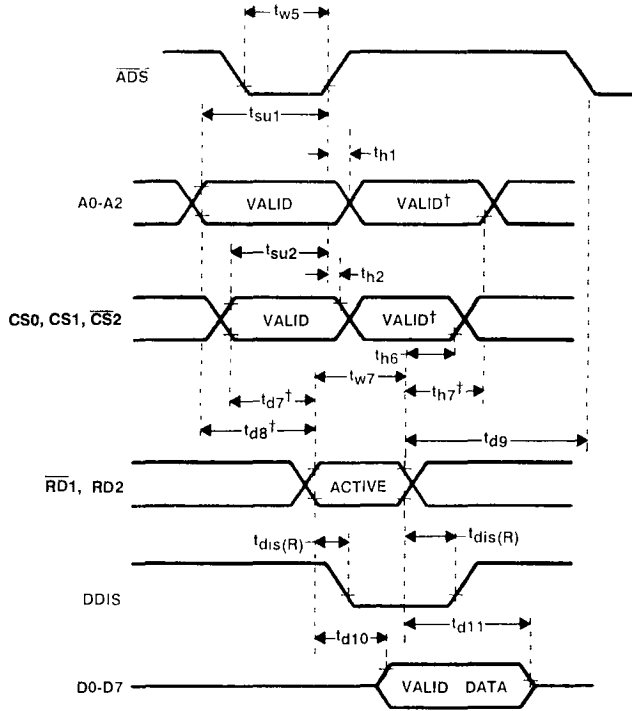 tw5
ADS
tsu1
th1
A0-A2 VALID VALID†
tsu2
th2
CS0, CS1, CS2 VALID VALID†
th6
tw7
td7† th7†
td8† td9
RD1, RD2 ACTIVE
tdis(R) tdis(R)
DDIS
td10 td11
D0-D7 VALID DATA